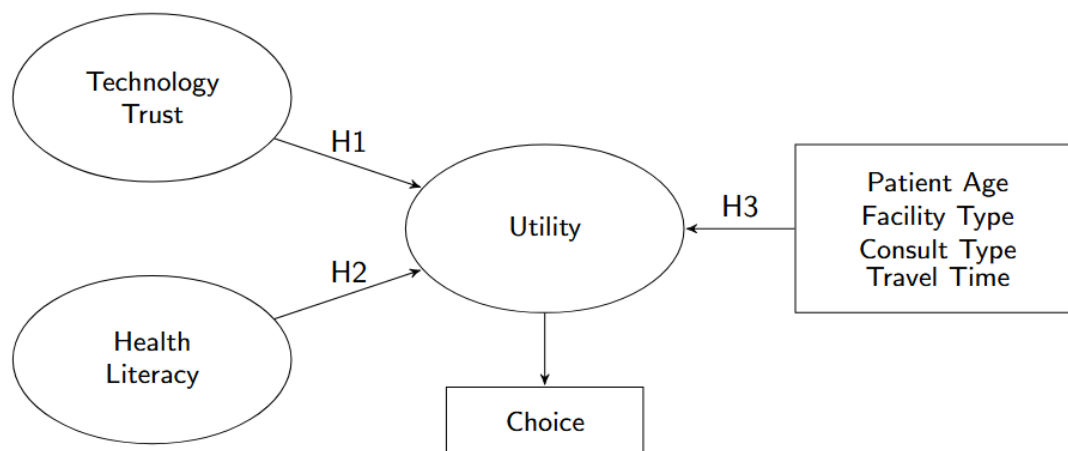 Technology
Trust
H1
Utility
H3
Patient Age
Facility Type
Consult Type
Travel Time
H2
Health
Literacy
Choice